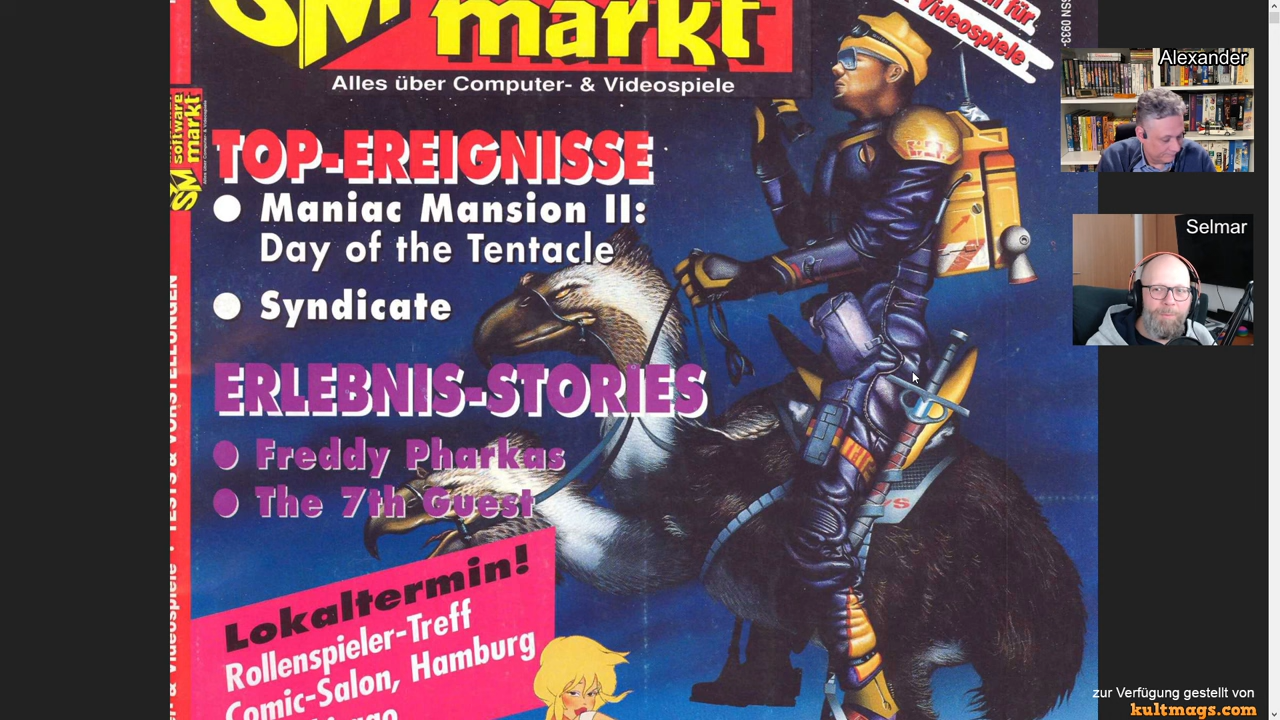 SM markt
Alles über Computer- & Videospiele
Videospiele
Alexander
SM software markt
TOP-EREIGNISSE
Maniac Mansion II:
Day of the Tentacle
Syndicate
Selmar
ERLEBNIS-STORIES
Freddy Pharkas
The 7th Guest
TESTS & VORSTELLUNGEN
& Videospiele
Lokaltermin!
Rollenspieler-Treff
Comic-Salon, Hamburg
zur Verfügung gestellt von
kultmags.com